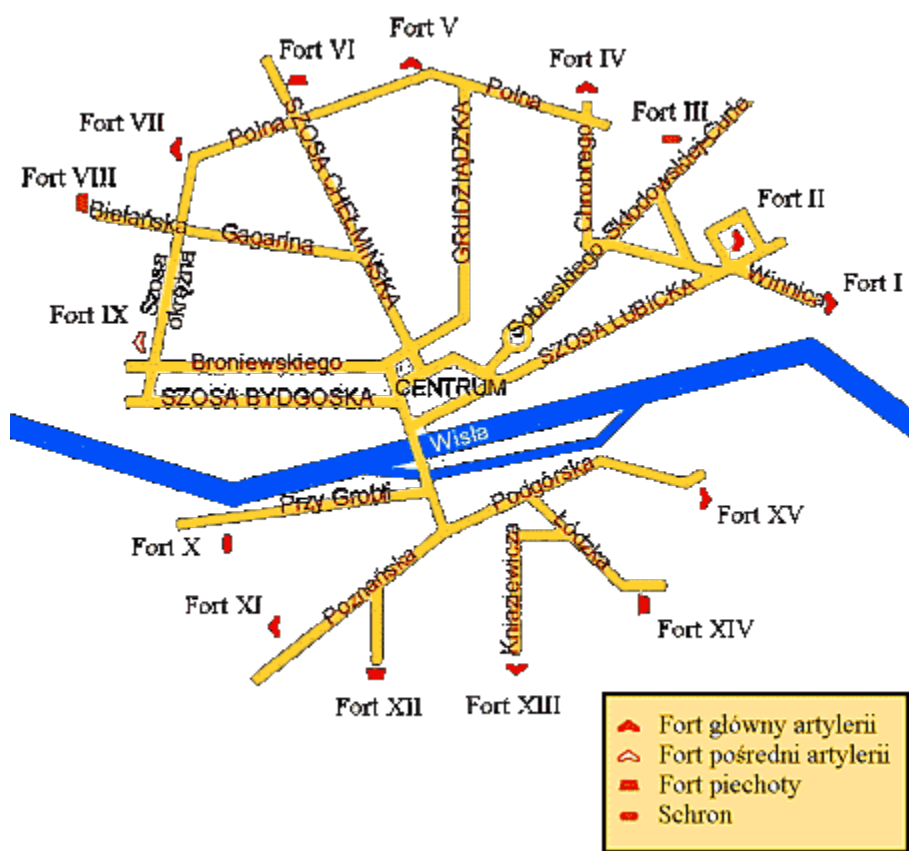 Fort V
Fort VI
Fort IV
Polna
Polna
Fort III
Fort VII
SZOSA CHEŁMIŃSKA
GRUDZIĄDZKA
Chrobrego
Skłodowskiej-Curie
Fort VIII
Bielańska
Gagarina
Fort II
Szosa
Okrężna
Sobieskiego
Winnica
Fort I
Fort IX
SZOSA LUBICKA
Broniewskiego
CENTRUM
SZOSA BYDGOSKA
Wisła
Podgórska
Przy Grobli
Fort XV
Fort X
Łódzka
Kniaziewicza
Poznańska
Fort XI
Fort XIV
Fort XII
Fort XIII
Fort główny artylerii
Fort pośredni artylerii
Fort piechoty
Schron